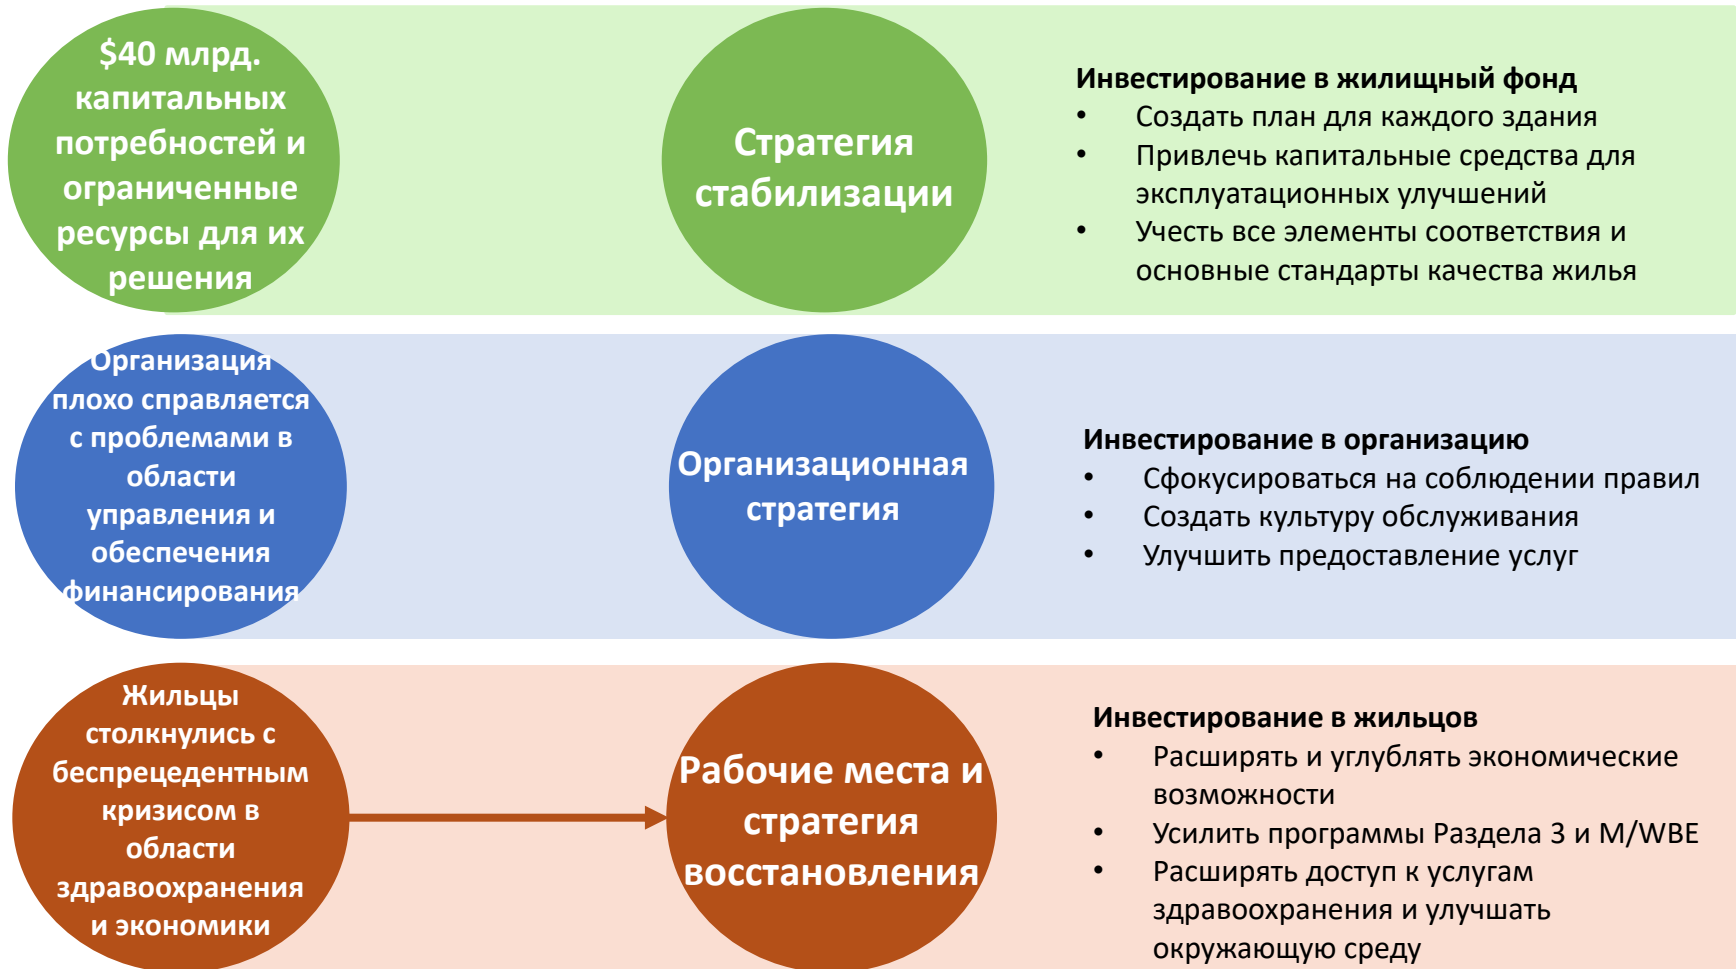 $40 млрд.
капитальных
потребностей и
ограниченные
ресурсы для их
решения
Стратегия
стабилизации
Инвестирование в жилищный фонд
• Создать план для каждого здания
• Привлечь капитальные средства для
эксплуатационных улучшений
• Учесть все элементы соответствия и
основные стандарты качества жилья
Организация
плохо справляется
с проблемами в
области
управления и
обеспечения
финансирования
Организационная
стратегия
Инвестирование в организацию
• Сфокусироваться на соблюдении правил
• Создать культуру обслуживания
• Улучшить предоставление услуг
Жильцы
столкнулись с
беспрецедентным
кризисом в
области
здравоохранения
и экономики
Рабочие места и
стратегия
восстановления
Инвестирование в жильцов
• Расширять и углублять экономические
возможности
• Усилить программы Раздела 3 и M/WBE
• Расширять доступ к услугам
здравоохранения и улучшать
окружающую среду